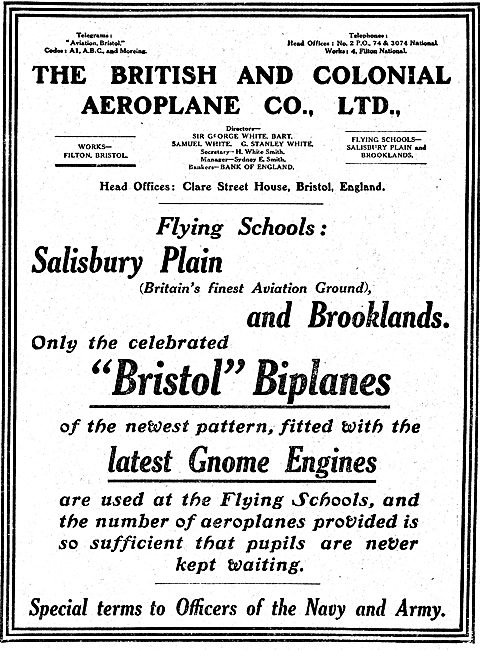 Telegrams:
"Aviation, Bristol."
Codes: A1, A.B.C., and Moreing.
Telephones:
Head Offices: No. 2 P.O. 74 & 3074 National.
Works: 4, Filton National.
THE BRITISH AND COLONIAL
AEROPLANE CO., LTD.,
WORKS—
FILTON, BRISTOL.
Directors—
SIR GEORGE WHITE, BART.
SAMUEL WHITE. G. STANLEY WHITE.
Secretary—H. White Smith.
Manager—Sydney E. Smith.
Bankers—BANK OF ENGLAND.
FLYING SCHOOLS—
SALISBURY PLAIN and
BROOKLANDS.
Head Offices: Clare Street House, Bristol, England.
Flying Schools:
Salisbury Plain
(Britain's finest Aviation Ground),
and Brooklands.
Only the celebrated
"Bristol" Biplanes
of the newest pattern, fitted with the
latest Gnome Engines
are used at the Flying Schools, and
the number of aeroplanes provided is
so sufficient that pupils are never
kept waiting.
Special terms to Officers of the Navy and Army.